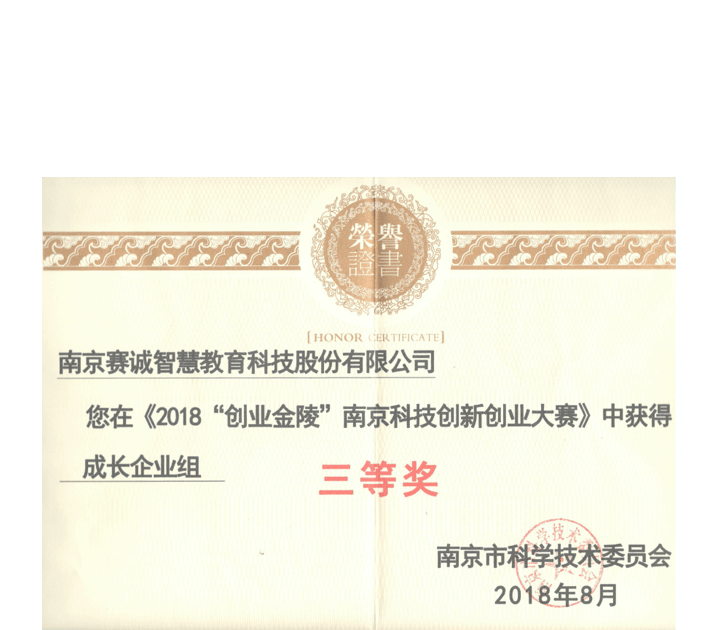 榮譽
證書
[HONOR CERTIFICATE]
南京赛诚智慧教育科技股份有限公司
您在《2018“创业金陵”南京科技创新创业大赛》中获得
成长企业组
三等奖
南京市科学技术委员会
2018年8月